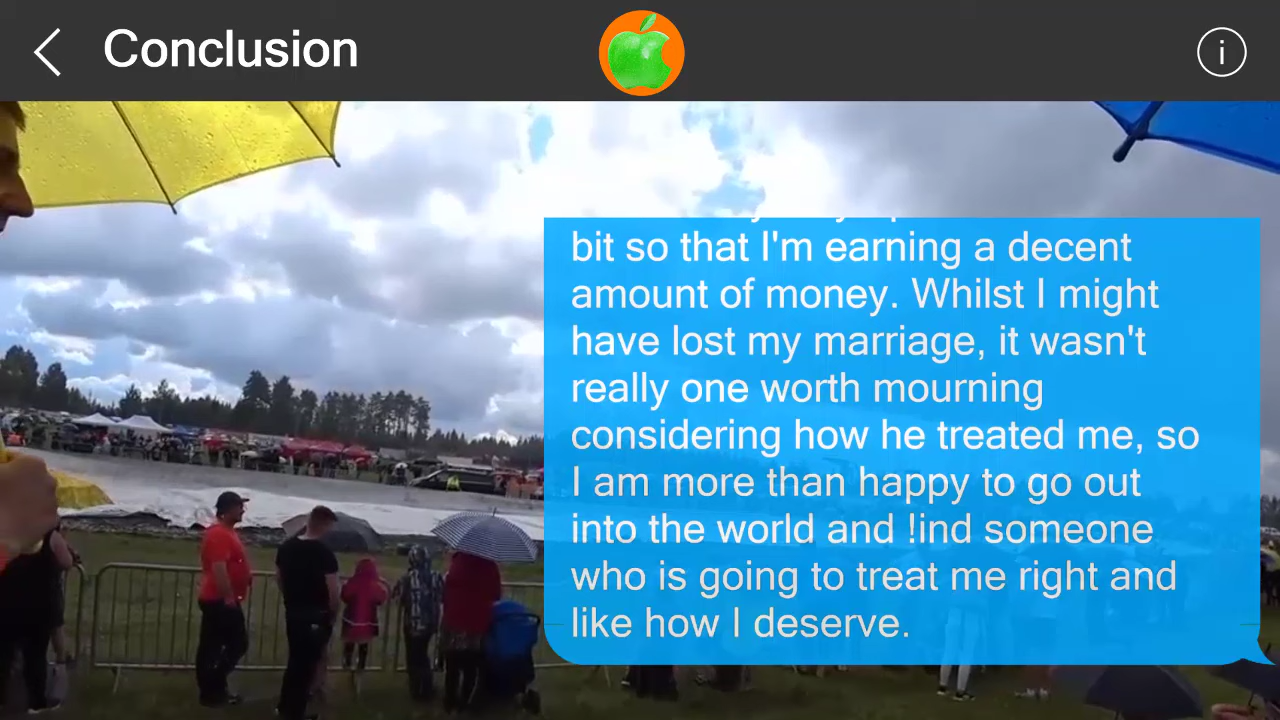 Conclusion
i
bit so that I'm earning a decent
amount of money. Whilst I might
have lost my marriage, it wasn't
really one worth mourning
considering how he treated me, so
I am more than happy to go out
into the world and !ind someone
who is going to treat me right and
like how I deserve.